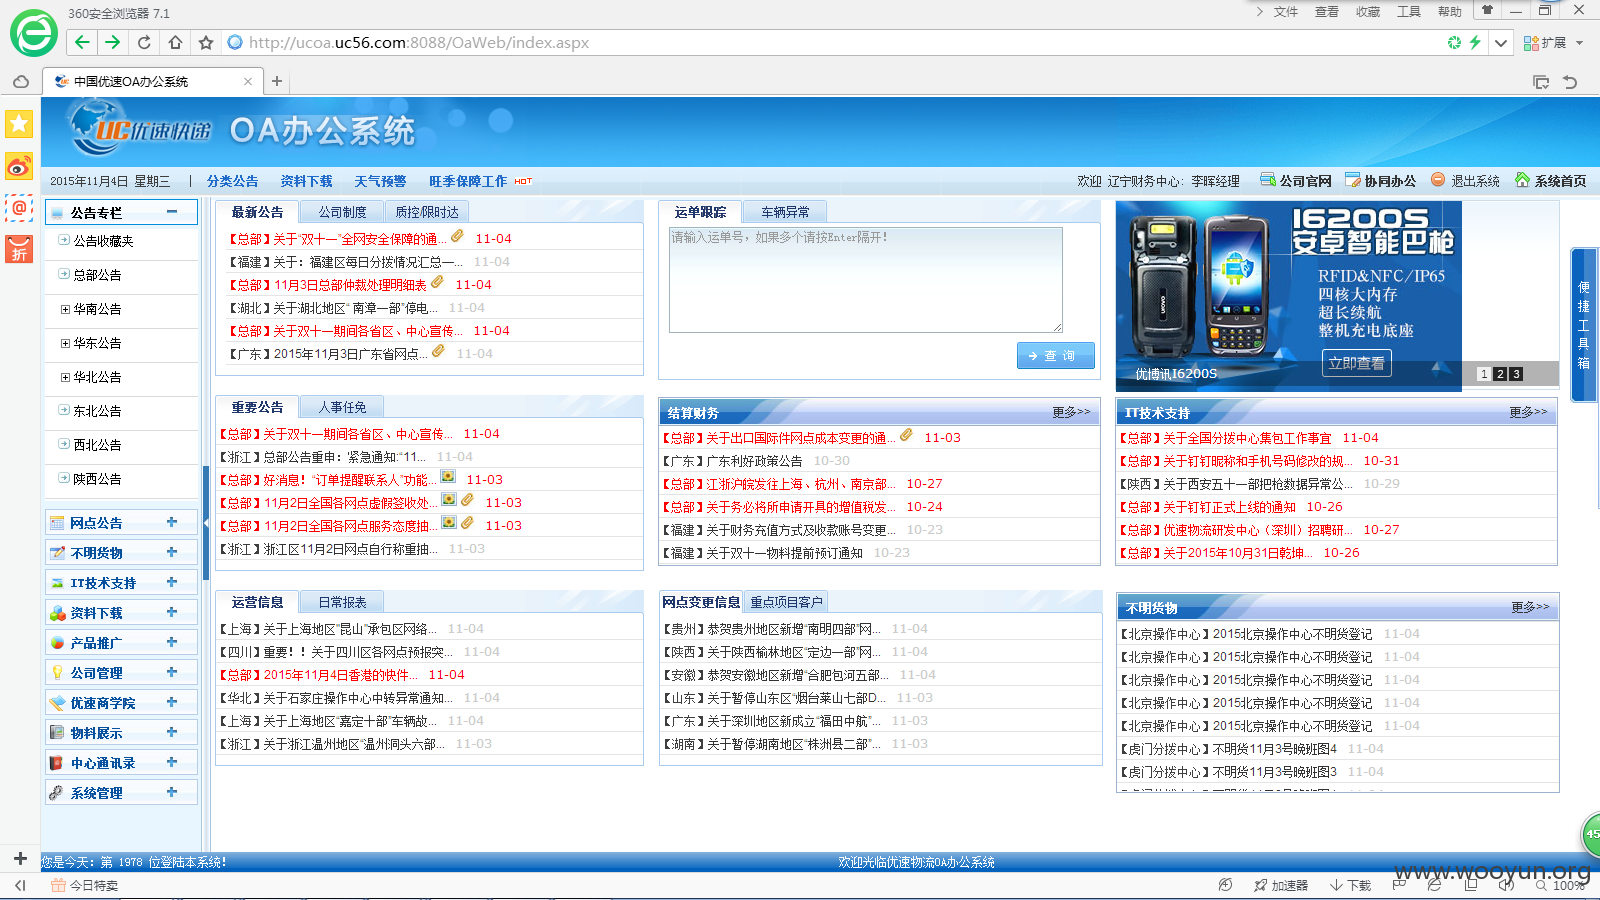 360安全浏览器 7.1
文件 查看 收藏 工具 帮助
http://ucoa.uc56.com:8088/OaWeb/index.aspx
扩展
中国优速OA办公系统
UC优速快递 OA办公系统
2015年11月4日 星期三 | 分类公告 资料下载 天气预警 旺季保障工作 HOT
欢迎 辽宁财务中心: 李晖经理 公司官网 协同办公 退出系统 系统首页
公告专栏
公告收藏夹
总部公告
华南公告
华东公告
华北公告
东北公告
西北公告
陕西公告
网点公告
不明货物
IT技术支持
资料下载
产品推广
公司管理
优速商学院
物料展示
中心通讯录
系统管理
最新公告 公司制度 质控/限时达
【总部】关于“双十一”全网安全保障的通... 11-04
【福建】关于: 福建区每日分拨情况汇总—... 11-04
【总部】11月3日总部仲裁处理明细表 11-04
【湖北】关于湖北地区“ 南漳一部”停电... 11-04
【总部】关于双十一期间各省区、中心宣传... 11-04
【广东】2015年11月3日广东省网点... 11-04
运单跟踪 车辆异常
请输入运单号, 如果多个请按Enter隔开!
查 询
I6200S
安卓智能巴枪
RFID&NFC/IP65
四核大内存
超长续航
整机充电底座
立即查看
优博讯I6200S
1 2 3
便捷工具箱
重要公告 人事任免
【总部】关于双十一期间各省区、中心宣传... 11-04
【浙江】总部公告重申: 紧急通知:“11... 11-04
【总部】好消息! “订单提醒联系人”功能... 11-03
【总部】11月2日全国各网点虚假签收处... 11-03
【总部】11月2日全国各网点服务态度抽... 11-03
【浙江】浙江区11月2日网点自行称重抽... 11-03
结算财务 更多>>
【总部】关于出口国际件网点成本变更的通... 11-03
【广东】广东利好政策公告 10-30
【总部】江浙沪皖发往上海、杭州、南京部... 10-27
【总部】关于务必将所申请开具的增值税发... 10-24
【福建】关于财务充值方式及收款账号变更... 10-23
【福建】关于双十一物料提前预订通知 10-23
IT技术支持 更多>>
【总部】关于全国分拨中心集包工作事宜 11-04
【总部】关于钉钉昵称和手机号码修改的规... 10-31
【陕西】关于西安五十一部把枪数据异常公... 10-29
【总部】关于钉钉正式上线的通知 10-26
【总部】优速物流研发中心（深圳）招聘研... 10-27
【总部】关于2015年10月31日乾坤... 10-26
运营信息 日常报表
【上海】关于上海地区“昆山”承包区网络... 11-04
【四川】重要! ! 关于四川区各网点预报突... 11-04
【总部】2015年11月4日香港的快件... 11-04
【华北】关于石家庄操作中心中转异常通知... 11-04
【上海】关于上海地区“嘉定十部”车辆故... 11-04
【浙江】关于浙江温州地区“温州洞头六部... 11-03
网点变更信息 重点项目客户
【贵州】恭贺贵州地区新增“南明四部”网... 11-04
【陕西】关于陕西榆林地区“定边一部”网... 11-04
【安徽】恭贺安徽地区新增“合肥包河五部... 11-04
【山东】关于暂停山东区“烟台莱山七部D... 11-03
【广东】关于深圳地区新成立“福田中航”... 11-03
【湖南】关于暂停湖南地区“株洲县二部”... 11-03
不明货物 更多>>
【北京操作中心】2015北京操作中心不明货登记 11-04
【北京操作中心】2015北京操作中心不明货登记 11-04
【北京操作中心】2015北京操作中心不明货登记 11-04
【北京操作中心】2015北京操作中心不明货登记 11-04
【北京操作中心】2015北京操作中心不明货登记 11-04
【虎门分拨中心】不明货11月3号晚班图4 11-04
【虎门分拨中心】不明货11月3号晚班图3 11-04
您是今天: 第 1978 位登陆本系统!
欢迎光临优速物流OA办公系统
45
www.wooyun.org
今日特卖
加速器 下载 100%
折